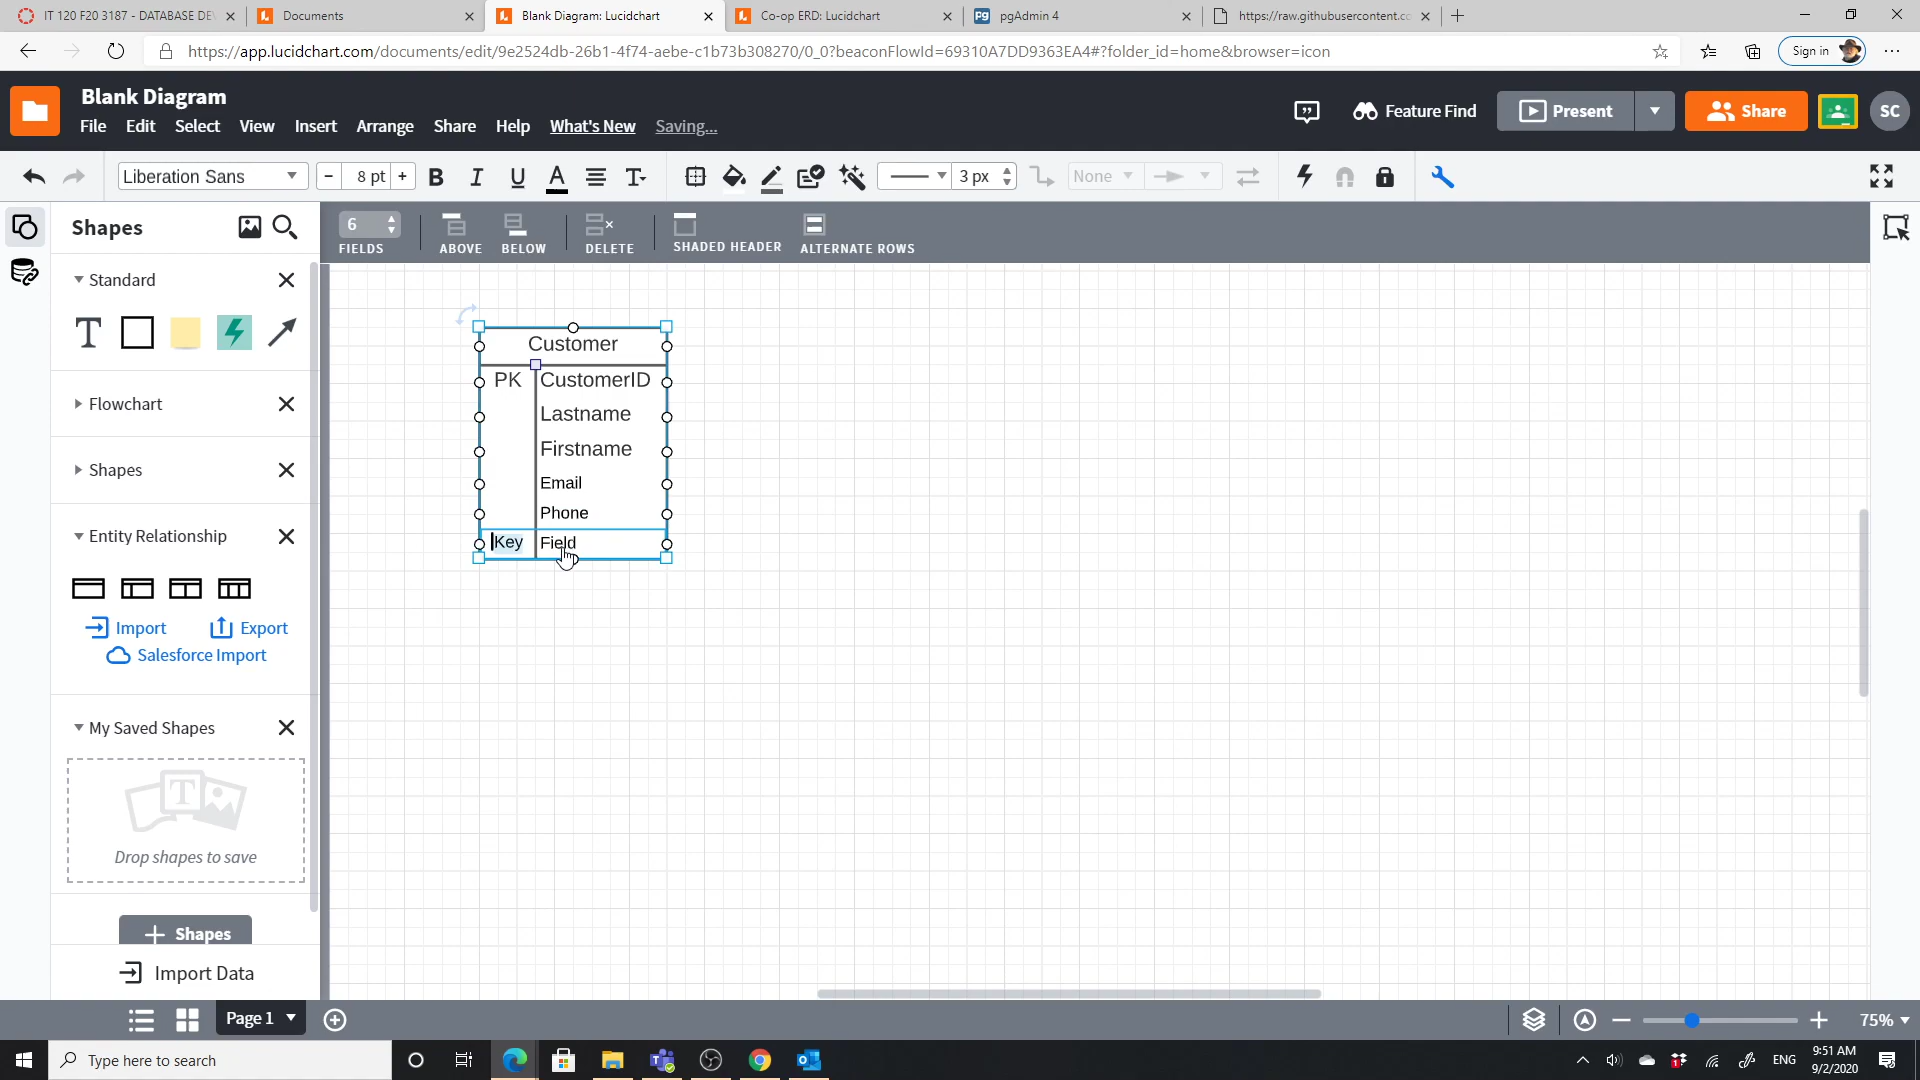 IT 120 F20 3187 - DATABASE DE
Documents
Blank Diagram: Lucidchart
Co-op ERD: Lucidchart
pgAdmin 4
https://raw.githubusercontent.cc
https://app.lucidchart.com/documents/edit/9e2524db-26b1-4f74-aebe-c1b73b308270/0_0?beaconFlowId=69310A7DD9363EA4#?folder_id=home&browser=icon
Sign in
Blank Diagram
File Edit Select View Insert Arrange Share Help What's New Saving...
Feature Find
Present
Share
SC
Liberation Sans
- 8 pt +
B I U A T
3 px
None
Shapes
6
FIELDS
ABOVE
BELOW
DELETE
SHADED HEADER
ALTERNATE ROWS
Standard
T
Flowchart
Shapes
Entity Relationship
Import
Export
Salesforce Import
My Saved Shapes
T
Drop shapes to save
+ Shapes
Import Data
Customer
PK CustomerID
Lastname
Firstname
Email
Phone
Key Field
Page 1
75%
Type here to search
ENG
9:51 AM
9/2/2020